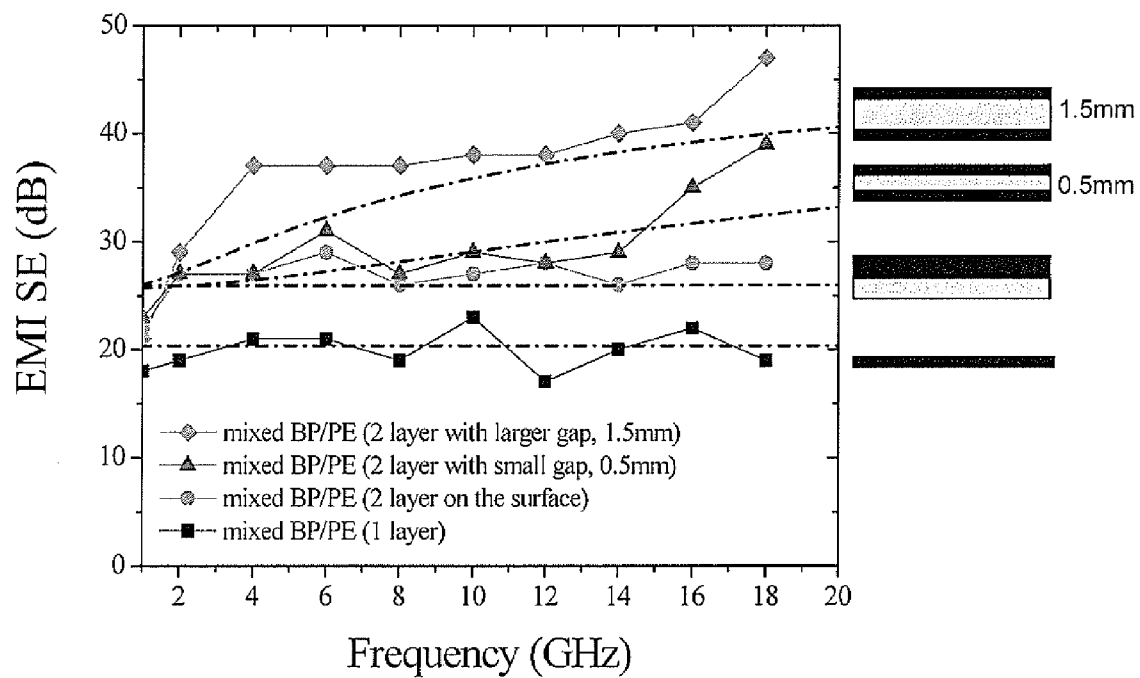 50
40
30
20
10
0
EMI SE (dB)
1.5mm
0.5mm
mixed BP/PE (2 layer with larger gap, 1.5mm)
mixed BP/PE (2 layer with small gap, 0.5mm)
mixed BP/PE (2 layer on the surface)
mixed BP/PE (1 layer)
2 4 6 8 10 12 14 16 18 20
Frequency (GHz)